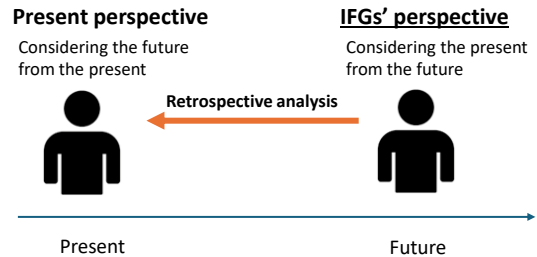 Present perspective
Considering the future
from the present
IFGs' perspective
Considering the present
from the future
Retrospective analysis
Present
Future